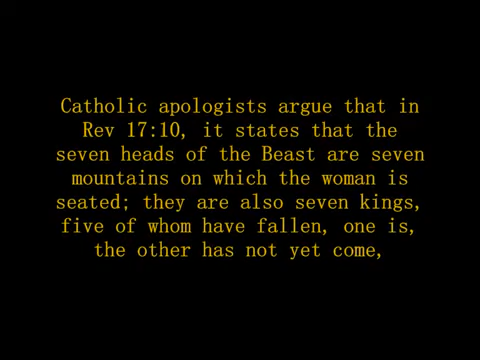 Catholic apologists argue that in
Rev 17:10, it states that the
seven heads of the Beast are seven
mountains on which the woman is
seated; they are also seven kings,
five of whom have fallen, one is,
the other has not yet come,